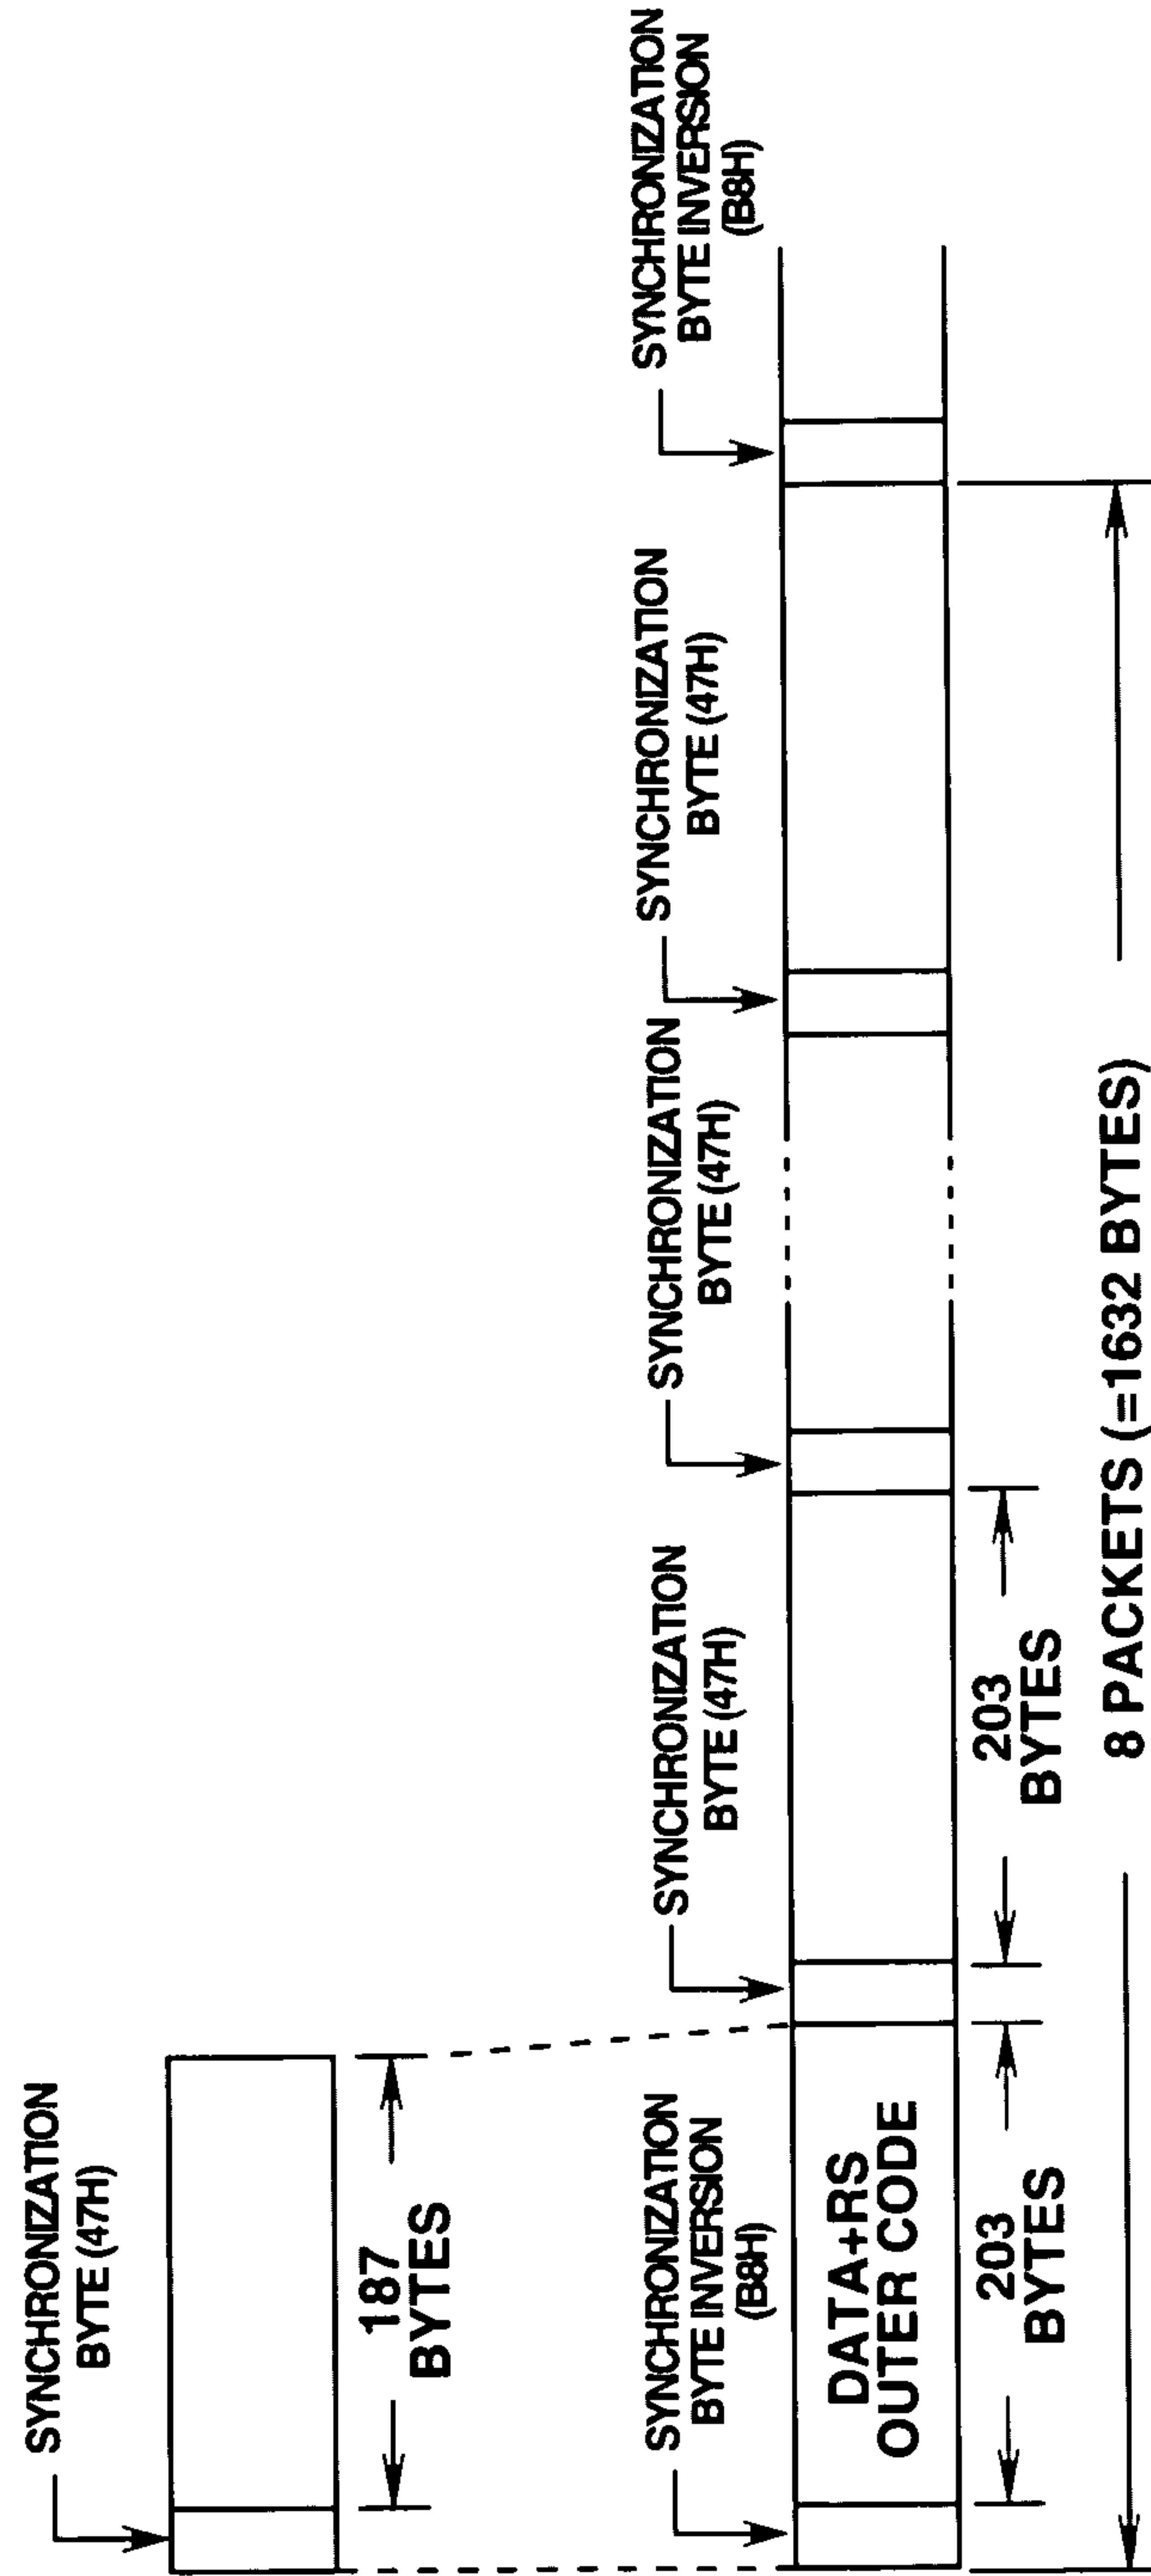 SYNCHRONIZATION
BYTE (47H)
187
BYTES
SYNCHRONIZATION
BYTE INVERSION
(B8H)
SYNCHRONIZATION
BYTE (47H)
SYNCHRONIZATION
BYTE (47H)
SYNCHRONIZATION
BYTE (47H)
SYNCHRONIZATION
BYTE INVERSION
(B8H)
DATA+RS
OUTER CODE
203
BYTES
203
BYTES
8 PACKETS (=1632 BYTES)